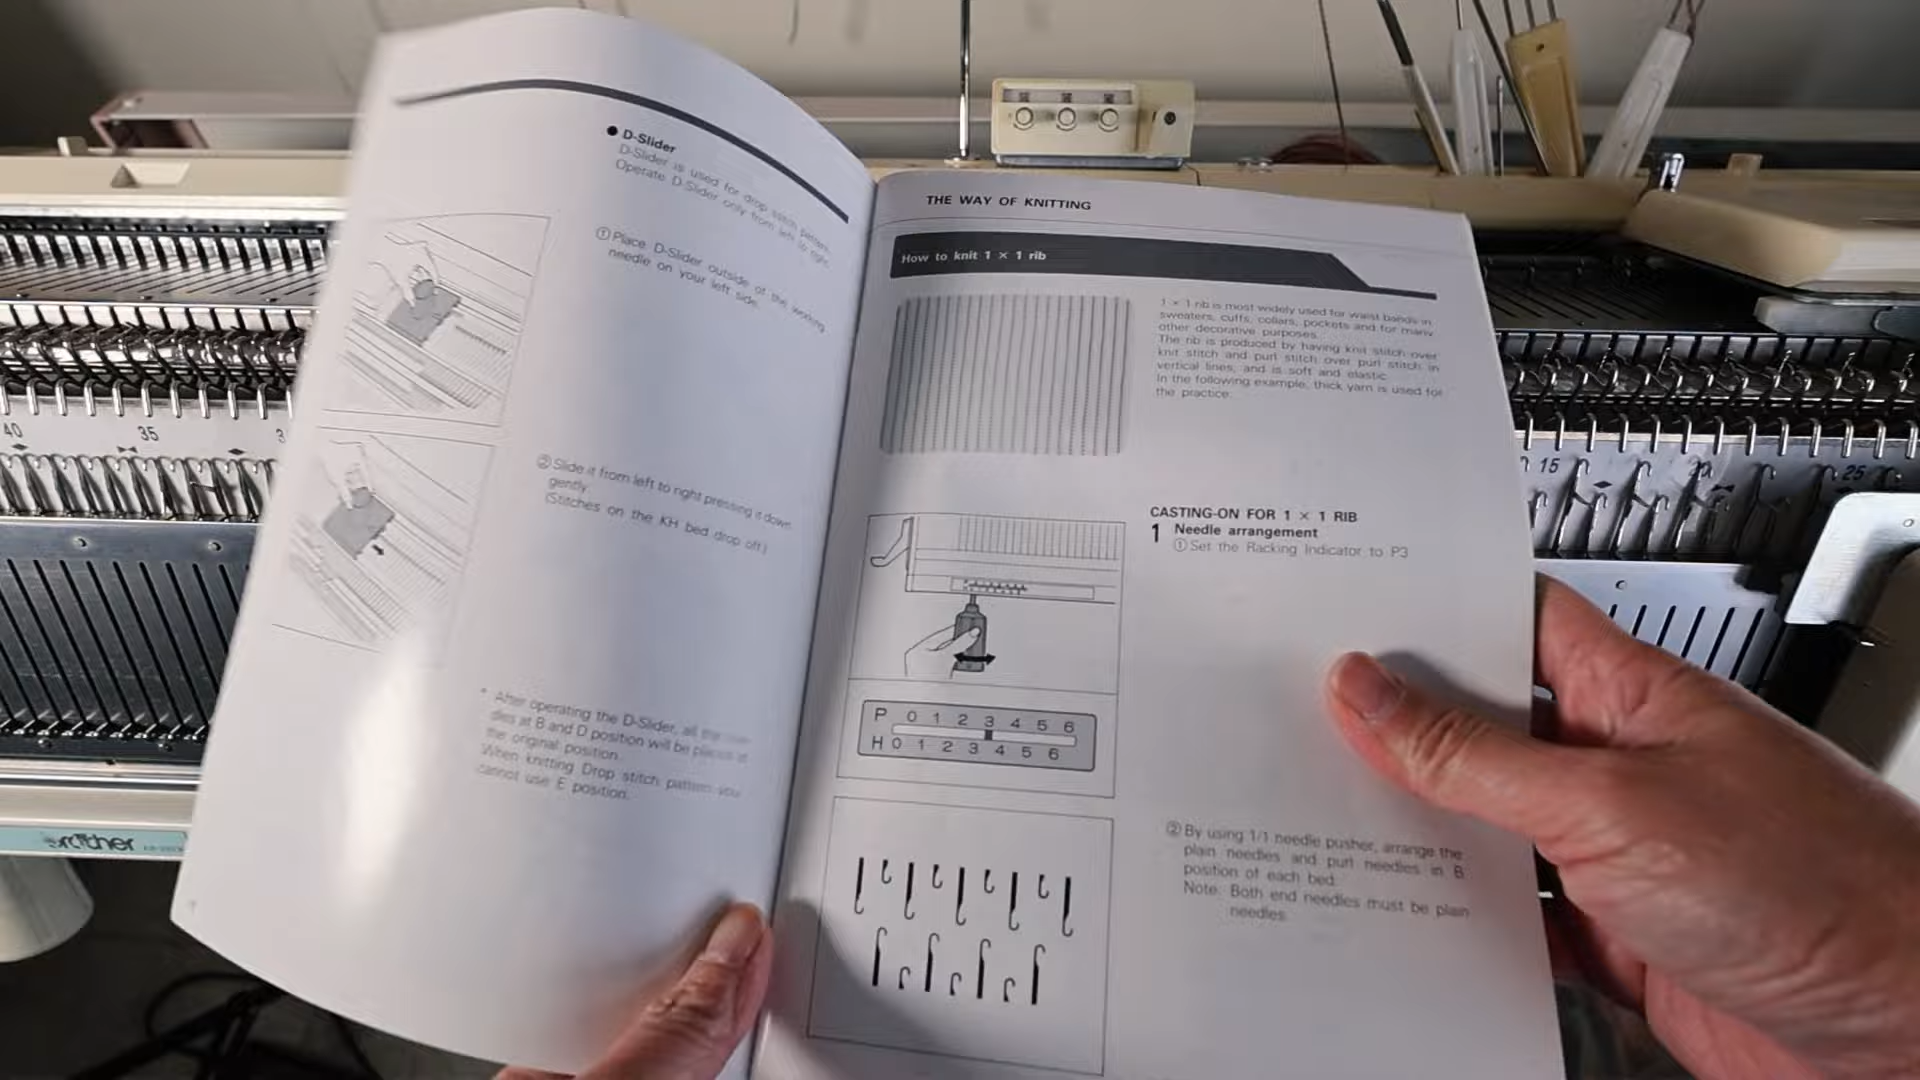 ● D-Slider
D-Slider is used for drop stitch pattern.
Operate D-Slider only from left to right.
① Place D-Slider outside of the working
needle on your left side.
② Slide it from left to right pressing it down
gently.
(Stitches on the KH bed drop off.)
* After operating the D-Slider, all the
dles at B and D position will be placed at
the original position.
When knitting Drop stitch pattern you
cannot use E position.
THE WAY OF KNITTING
How to knit 1 × 1 rib
1 × 1 rib is most widely used for waist bands in
sweaters, cuffs, collars, pockets and for many
other decorative purposes.
The rib is produced by having knit stitch over
knit stitch and purl stitch over purl stitch in
vertical lines, and is soft and elastic.
In the following example, thick yarn is used for
the practice.
CASTING-ON FOR 1 × 1 RIB
1 Needle arrangement
① Set the Racking Indicator to P3
P 0 1 2 3 4 5 6
H 0 1 2 3 4 5 6
② By using 1/1 needle pusher, arrange the
plain needles and purl needles in B
position of each bed.
Note: Both end needles must be plain
needles.
40 35 3
15 20 25
brother